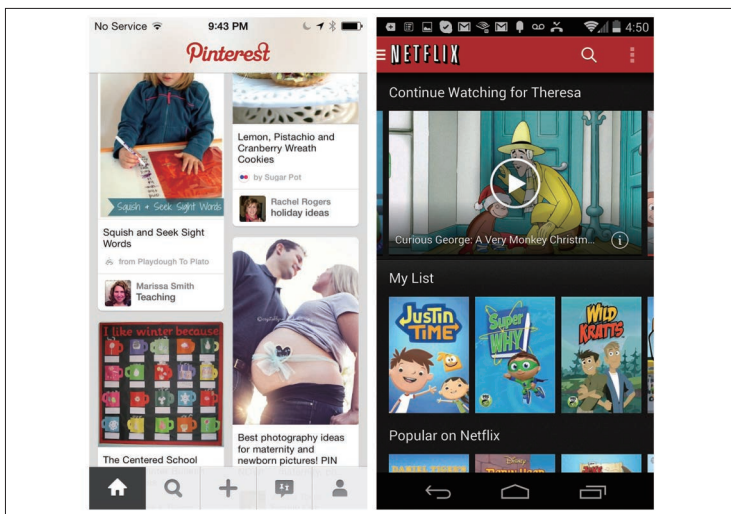 No Service 9:43 PM
Pinterest
Squish + Seek Sight Words
Squish and Seek Sight
Words
from Playdough To Plato
Marissa Smith
Teaching
I like winter because
The Centered School
Lemon, Pistachio and
Cranberry Wreath
Cookies
by Sugar Pot
Rachel Rogers
holiday ideas
Best photography ideas
for maternity and
newborn pictures! PIN
4:50
NETFLIX
Continue Watching for Theresa
Curious George: A Very Monkey Christm...
My List
JUSTIN
TIME
Super
WHY!
WILD
KRATTS
Popular on Netflix
DANIEL TIGER'S
Disney